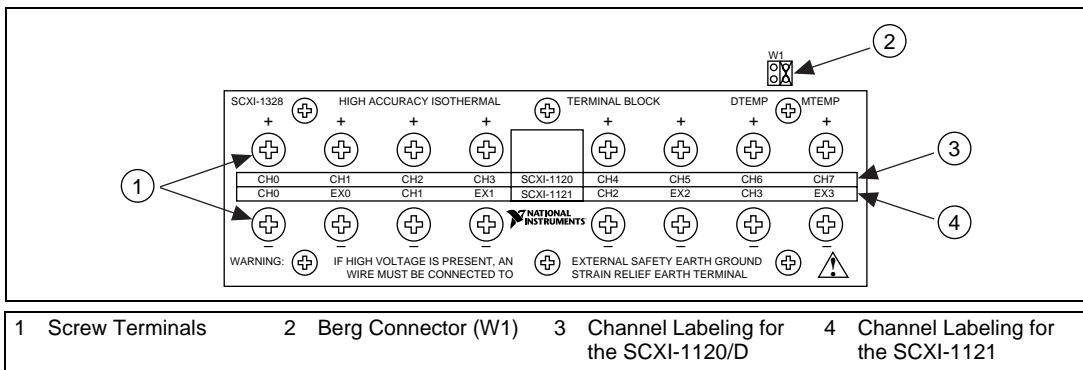 2
W1
SCXI-1328 HIGH ACCURACY ISOTHERMAL TERMINAL BLOCK DTEMP MTEMP
+ + + + + + + +
1
3
CH0 CH1 CH2 CH3 SCXI-1120 CH4 CH5 CH6 CH7
CH0 EX0 CH1 EX1 SCXI-1121 CH2 EX2 CH3 EX3
4
NATIONAL
INSTRUMENTS
– – – – – – – –
WARNING: IF HIGH VOLTAGE IS PRESENT, AN EXTERNAL SAFETY EARTH GROUND
WIRE MUST BE CONNECTED TO STRAIN RELIEF EARTH TERMINAL
1 Screw Terminals 2 Berg Connector (W1) 3 Channel Labeling for 4 Channel Labeling for
the SCXI-1120/D the SCXI-1121